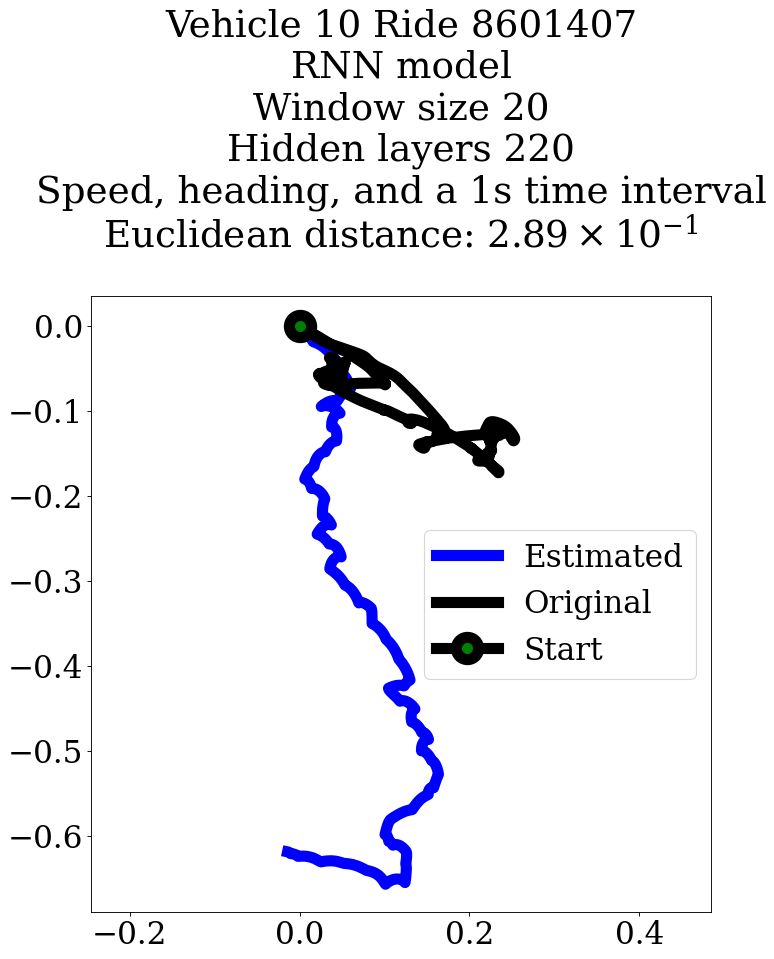 Vehicle 10 Ride 8601407
RNN model
Window size 20
Hidden layers 220
Speed, heading, and a 1s time interval
Euclidean distance: 2.89 × 10⁻¹
0.0
−0.1
−0.2
−0.3
−0.4
−0.5
−0.6
Estimated
Original
Start
−0.2 0.0 0.2 0.4